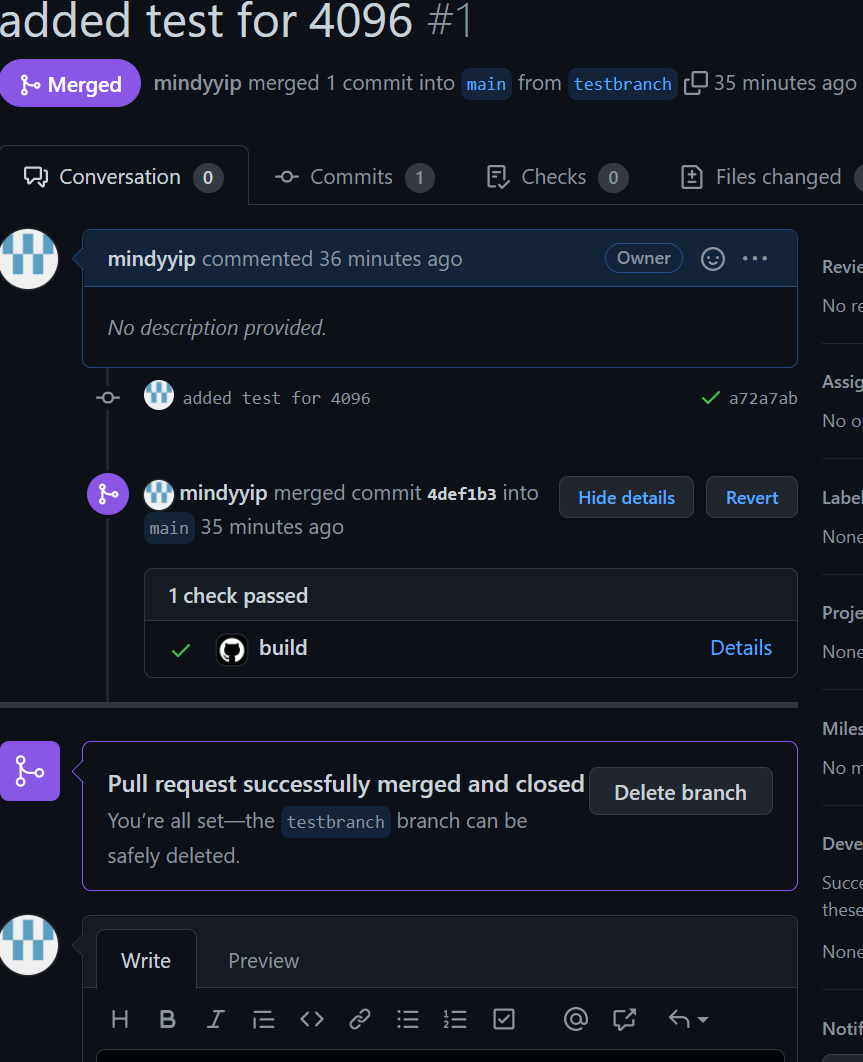 added test for 4096 #1
Merged mindyyip merged 1 commit into main from testbranch 35 minutes ago
Conversation 0 Commits 1 Checks 0 Files changed
mindyyip commented 36 minutes ago Owner
No description provided.
added test for 4096 a72a7ab
mindyyip merged commit 4def1b3 into
main 35 minutes ago
Hide details Revert
1 check passed
build Details
Pull request successfully merged and closed
You’re all set—the testbranch branch can be
safely deleted.
Delete branch
Write Preview
Revie
No re
Assig
No o
Label
None
Proje
None
Miles
No m
Deve
Succe
these
None
Notif